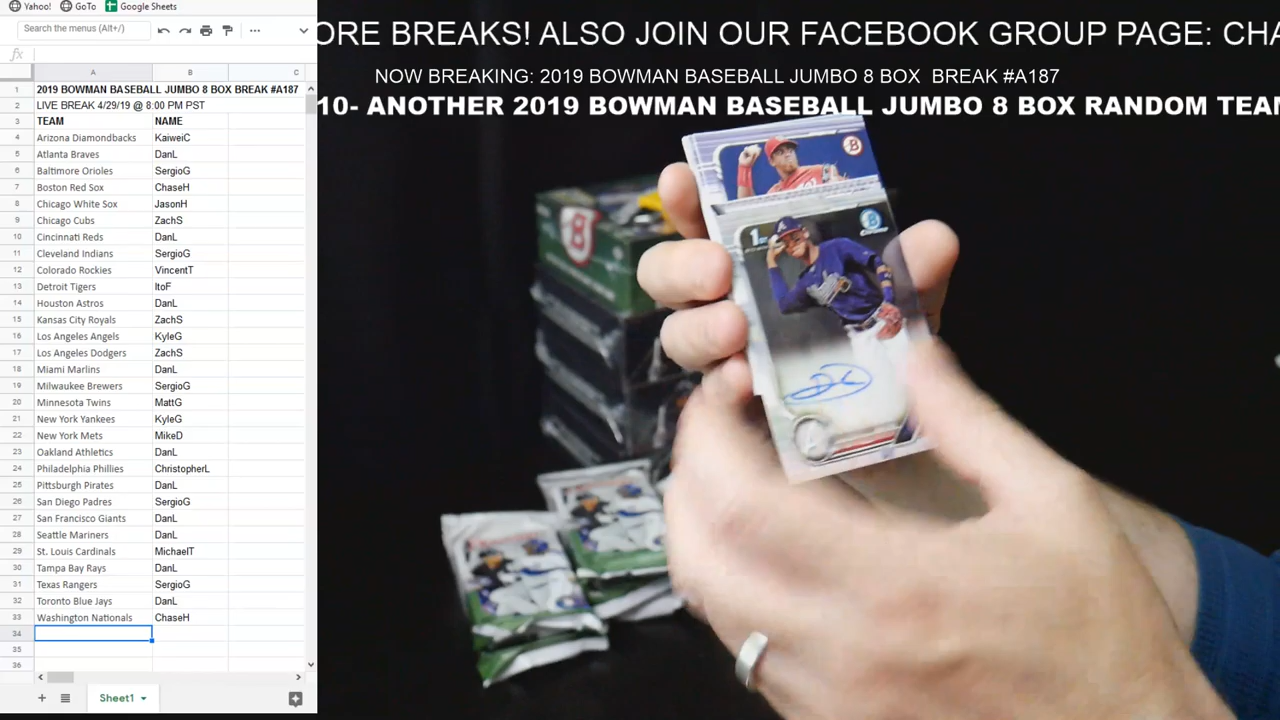 Yahoo! GoTo Google Sheets
Search the menus (Alt+/)
fx
A B C
1 2019 BOWMAN BASEBALL JUMBO 8 BOX BREAK #A187
2 LIVE BREAK 4/29/19 @ 8:00 PM PST
3 TEAM NAME
4 Arizona Diamondbacks KaiweiC
5 Atlanta Braves DanL
6 Baltimore Orioles SergioG
7 Boston Red Sox ChaseH
8 Chicago White Sox JasonH
9 Chicago Cubs ZachS
10 Cincinnati Reds DanL
11 Cleveland Indians SergioG
12 Colorado Rockies VincentT
13 Detroit Tigers ItoF
14 Houston Astros DanL
15 Kansas City Royals ZachS
16 Los Angeles Angels KyleG
17 Los Angeles Dodgers ZachS
18 Miami Marlins DanL
19 Milwaukee Brewers SergioG
20 Minnesota Twins MattG
21 New York Yankees KyleG
22 New York Mets MikeD
23 Oakland Athletics DanL
24 Philadelphia Phillies ChristopherL
25 Pittsburgh Pirates DanL
26 San Diego Padres SergioG
27 San Francisco Giants DanL
28 Seattle Mariners DanL
29 St. Louis Cardinals MichaelT
30 Tampa Bay Rays DanL
31 Texas Rangers SergioG
32 Toronto Blue Jays DanL
33 Washington Nationals ChaseH
34
35
36
Sheet1
ORE BREAKS! ALSO JOIN OUR FACEBOOK GROUP PAGE: CHA
NOW BREAKING: 2019 BOWMAN BASEBALL JUMBO 8 BOX BREAK #A187
10- ANOTHER 2019 BOWMAN BASEBALL JUMBO 8 BOX RANDOM TEAM
B
1st
B